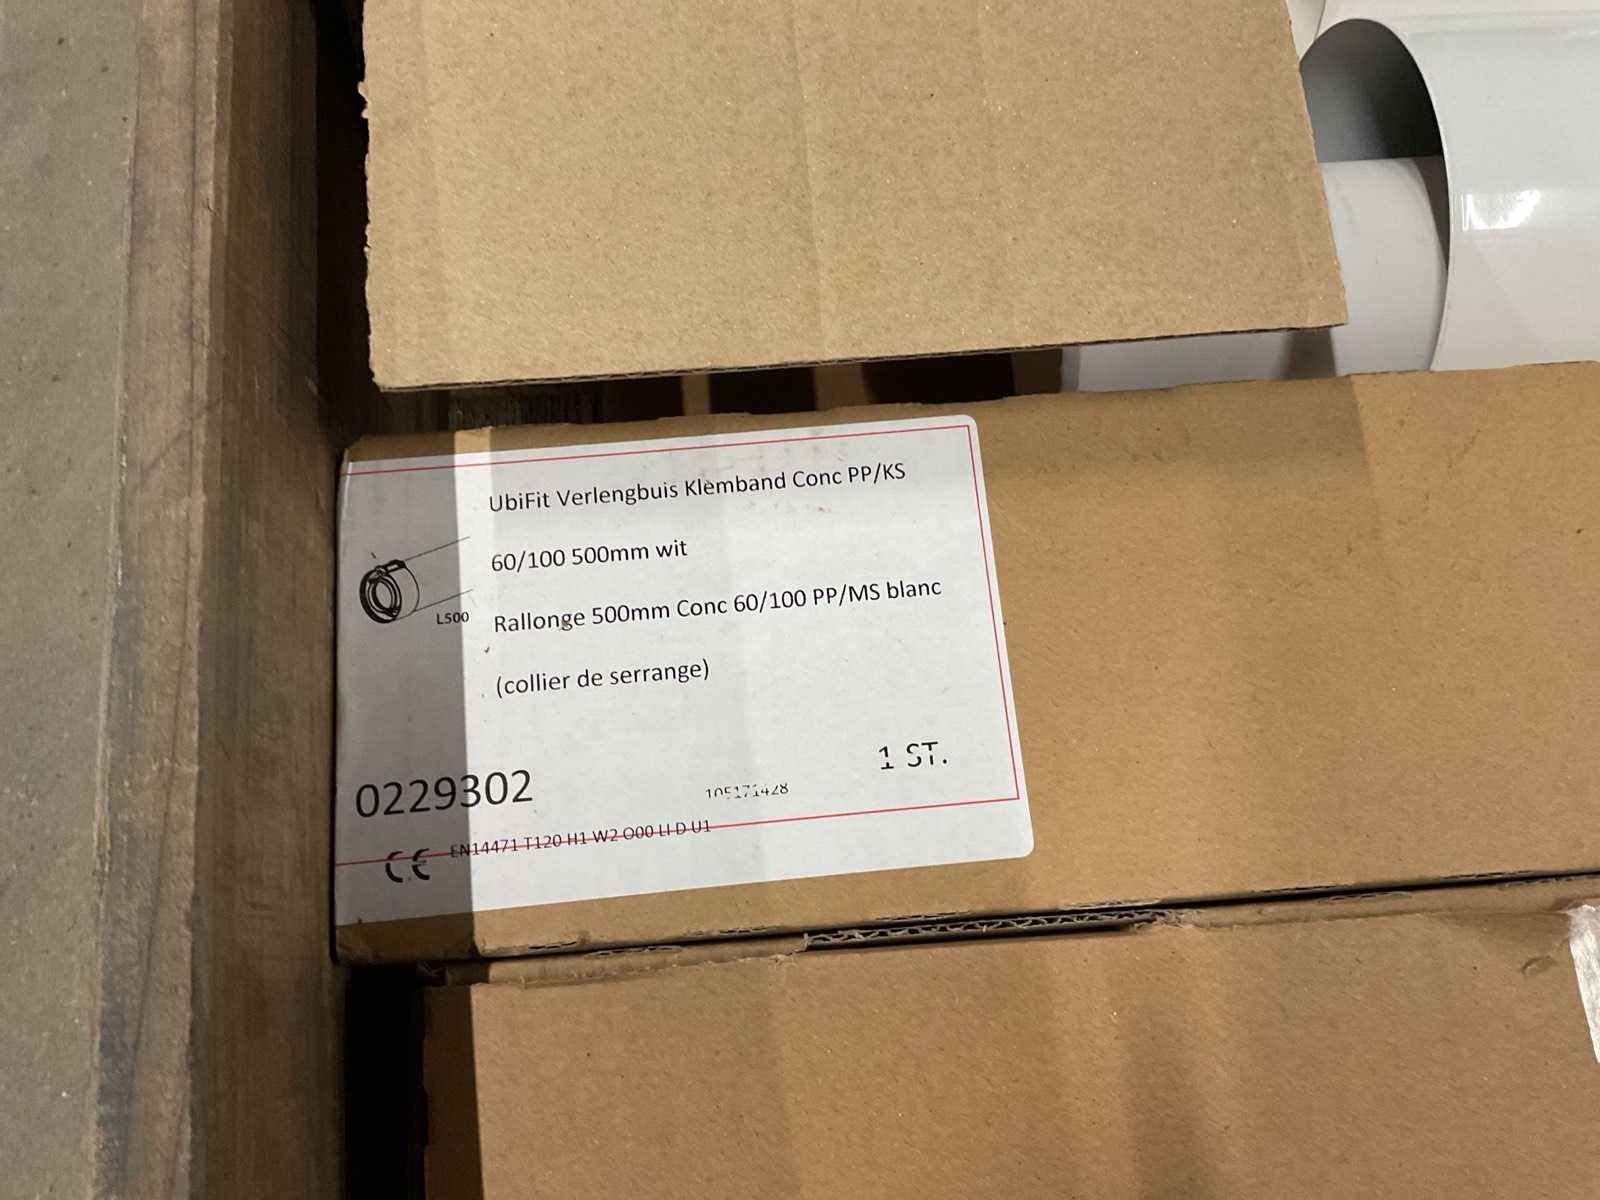 UbiFit Verlengbuis Klemband Conc PP/KS
60/100 500mm wit
Rallonge 500mm Conc 60/100 PP/MS blanc
(collier de serrange)
L500
1 ST.
0229302
105171428
CE EN14471 T120 H1 W2 O00 LI D U1